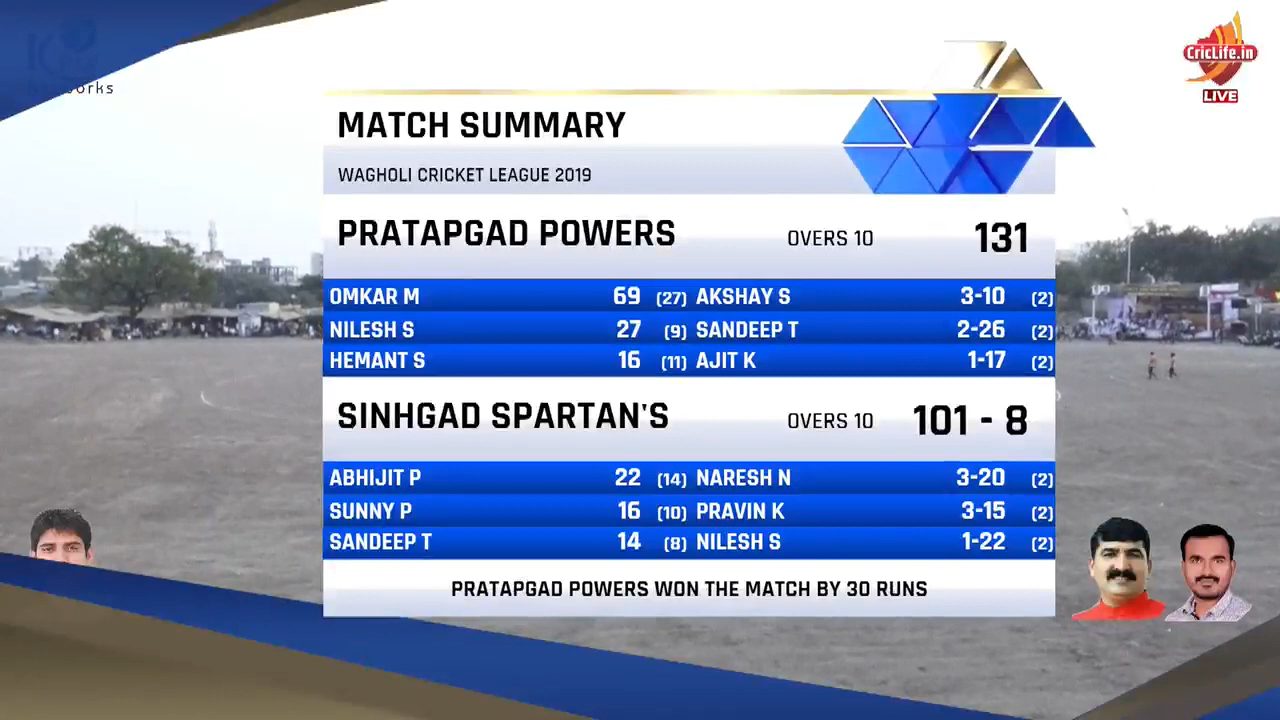 CricLife.in
LIVE
MATCH SUMMARY
WAGHOLI CRICKET LEAGUE 2019
PRATAPGAD POWERS OVERS 10 131
OMKAR M 69 (27) AKSHAY S 3-10 (2)
NILESH S 27 (9) SANDEEP T 2-26 (2)
HEMANT S 16 (11) AJIT K 1-17 (2)
SINHGAD SPARTAN'S OVERS 10 101 - 8
ABHIJIT P 22 (14) NARESH N 3-20 (2)
SUNNY P 16 (10) PRAVIN K 3-15 (2)
SANDEEP T 14 (8) NILESH S 1-22 (2)
PRATAPGAD POWERS WON THE MATCH BY 30 RUNS